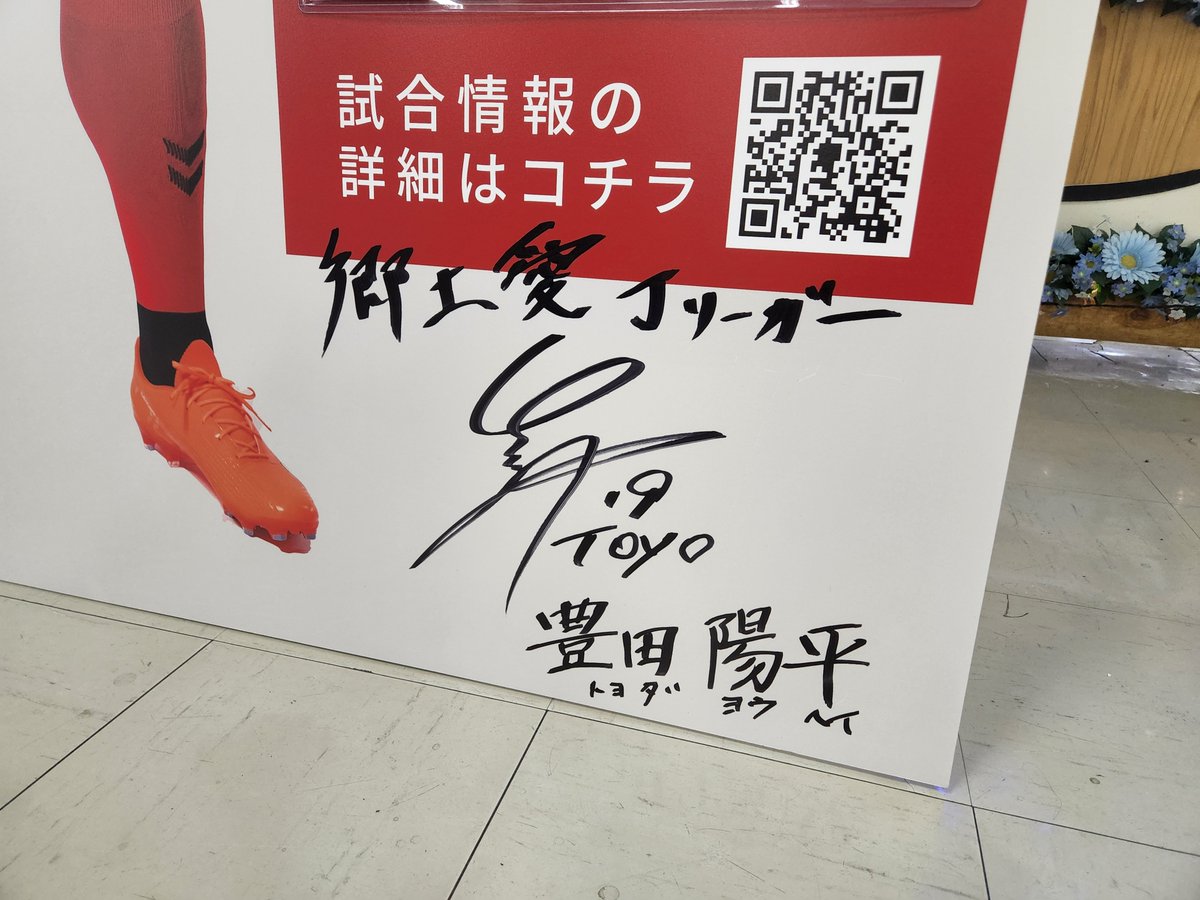 試合情報の
詳細はコチラ
郷土愛 Jリーガー
.9
TOYO
豊田 陽平
トヨダ ヨウヘイ